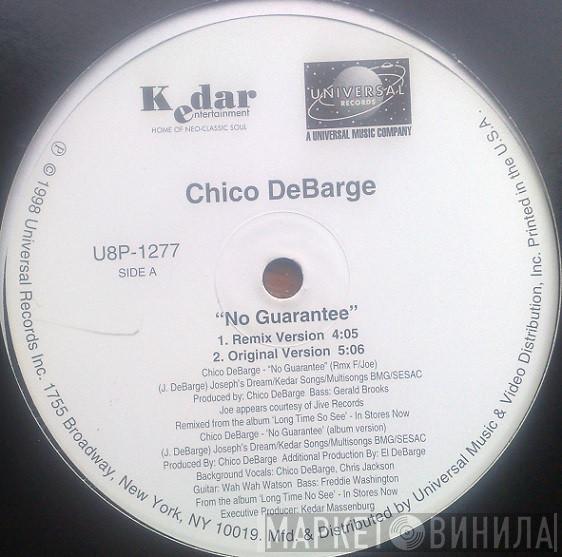 Kedar
entertainment
HOME OF NEO-CLASSIC SOUL
UNIVERSAL
RECORDS
A UNIVERSAL MUSIC COMPANY
Chico DeBarge
U8P-1277
SIDE A
“No Guarantee”
1. Remix Version 4:05
2. Original Version 5:06
Chico DeBarge - “No Guarantee” (Rmx F/Joe)
(J. DeBarge) Joseph's Dream/Kedar Songs/Multisongs BMG/SESAC
Produced by: Chico DeBarge Bass: Gerald Brooks
Joe appears courtesy of Jive Records
Remixed from the album 'Long Time So See' - In Stores Now
Chico DeBarge - 'No Guarantee' (album version)
(J. DeBarge) Joseph's Dream/Kedar Songs/Multisongs BMG/SESAC
Produced By: Chico DeBarge Additional Production By: El DeBarge
Background Vocals: Chico DeBarge, Chris Jackson
Guitar: Wah Wah Watson Bass: Freddie Washington
From the album 'Long Time No See' - In Stores Now
Executive Producer: Kedar Massenburg
℗ © 1998 Universal Records Inc. 1755 Broadway, New York, NY 10019. Mfd. & Distributed by Universal Music & Video Distribution, Inc. Printed in the U.S.A.
МАРКЕТ ВИНИЛА